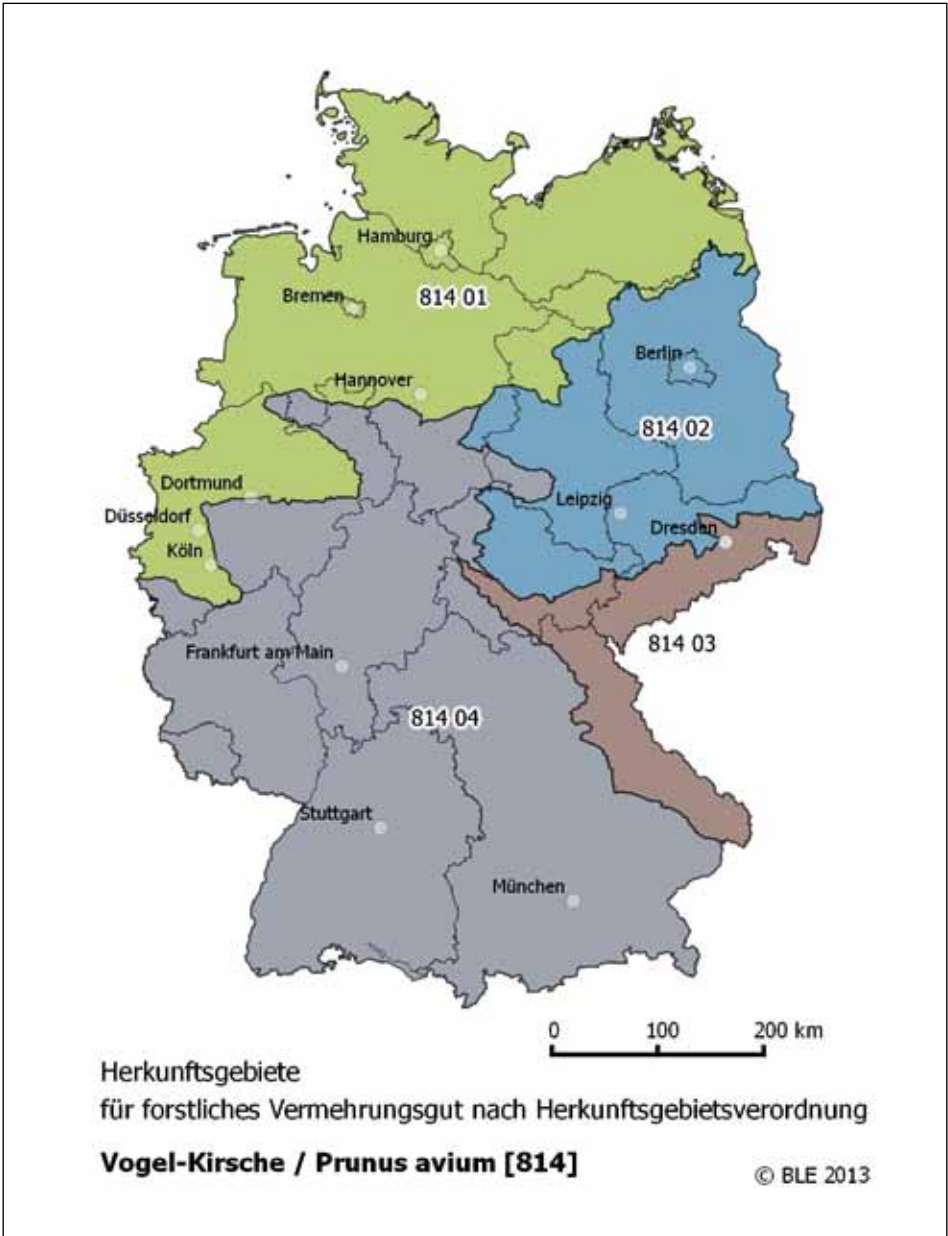 Hamburg
Bremen
814 01
Hannover
Berlin
814 02
Dortmund
Leipzig
Düsseldorf
Dresden
Köln
814 03
Frankfurt am Main
814 04
Stuttgart
München
0 100 200 km
Herkunftsgebiete
für forstliches Vermehrungsgut nach Herkunftsgebietsverordnung
Vogel-Kirsche / Prunus avium [814]
© BLE 2013